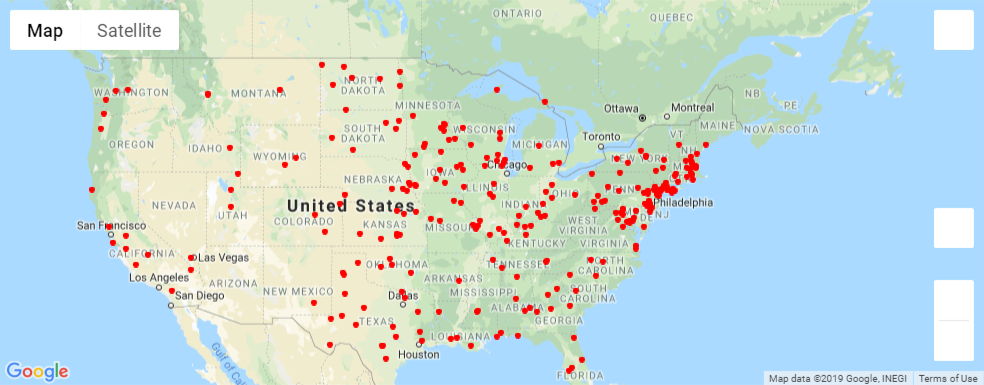 Map Satellite
ONTARIO
QUEBEC
WASHINGTON
MONTANA
NORTH
DAKOTA
MINNESOTA
Ottawa
Montreal
NB
PE
MAINE
NOVA SCOTIA
OREGON
IDAHO
SOUTH
DAKOTA
WISCONSIN
MICHIGAN
Toronto
VT
NH
WYOMING
IOWA
Chicago
NEW YORK
NEBRASKA
ILLINOIS
INDIANA
OHIO
PENN
Philadelphia
NEVADA
UTAH
COLORADO
United States
KANSAS
MISSOURI
WEST
VIRGINIA
MD
DE
NJ
San Francisco
KENTUCKY
VIRGINIA
CALIFORNIA
Las Vegas
OKLAHOMA
TENNESSEE
NORTH
CAROLINA
Los Angeles
ARIZONA
NEW MEXICO
ARKANSAS
MISSISSIPPI
SOUTH
CAROLINA
San Diego
Dallas
ALABAMA
GEORGIA
TEXAS
LOUISIANA
Houston
Gulf of
FLORIDA
Google
Map data ©2019 Google, INEGI Terms of Use